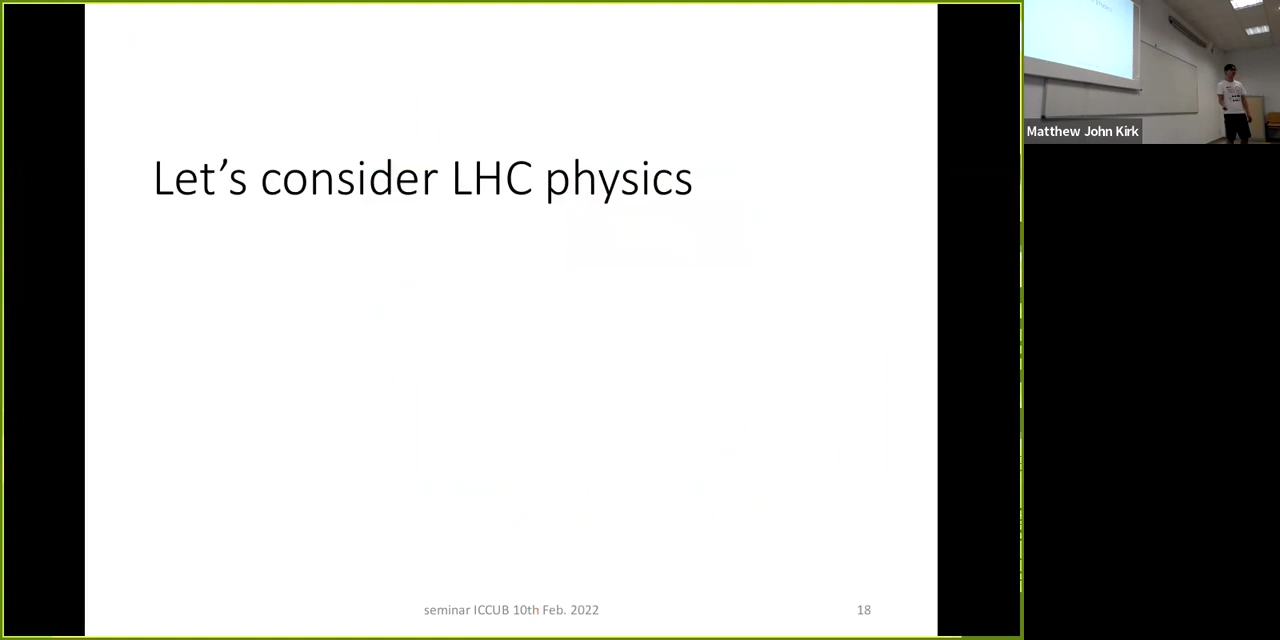 Let's consider LHC physics
seminar ICCUB 10th Feb. 2022
18
Matthew John Kirk